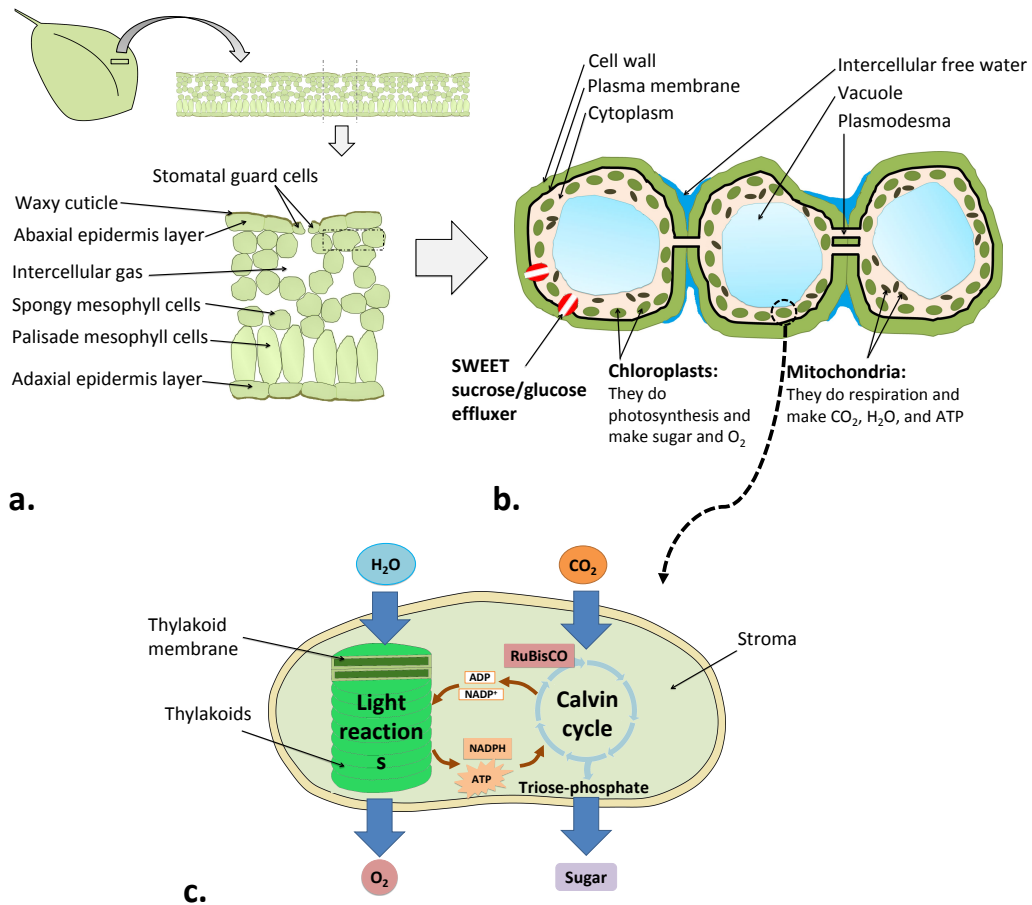 Stomatal guard cells
Waxy cuticle
Abaxial epidermis layer
Intercellular gas
Spongy mesophyll cells
Palisade mesophyll cells
Adaxial epidermis layer
a.
Cell wall
Plasma membrane
Cytoplasm
Intercellular free water
Vacuole
Plasmodesma
SWEET
sucrose/glucose
effluxer
Chloroplasts:
They do
photosynthesis and
make sugar and O₂
Mitochondria:
They do respiration and
make CO₂, H₂O, and ATP
b.
H₂O
CO₂
Thylakoid
membrane
Thylakoids
Light
reaction
s
ADP
NADP⁺
NADPH
ATP
RuBisCO
Calvin
cycle
Triose-phosphate
Stroma
O₂
Sugar
c.